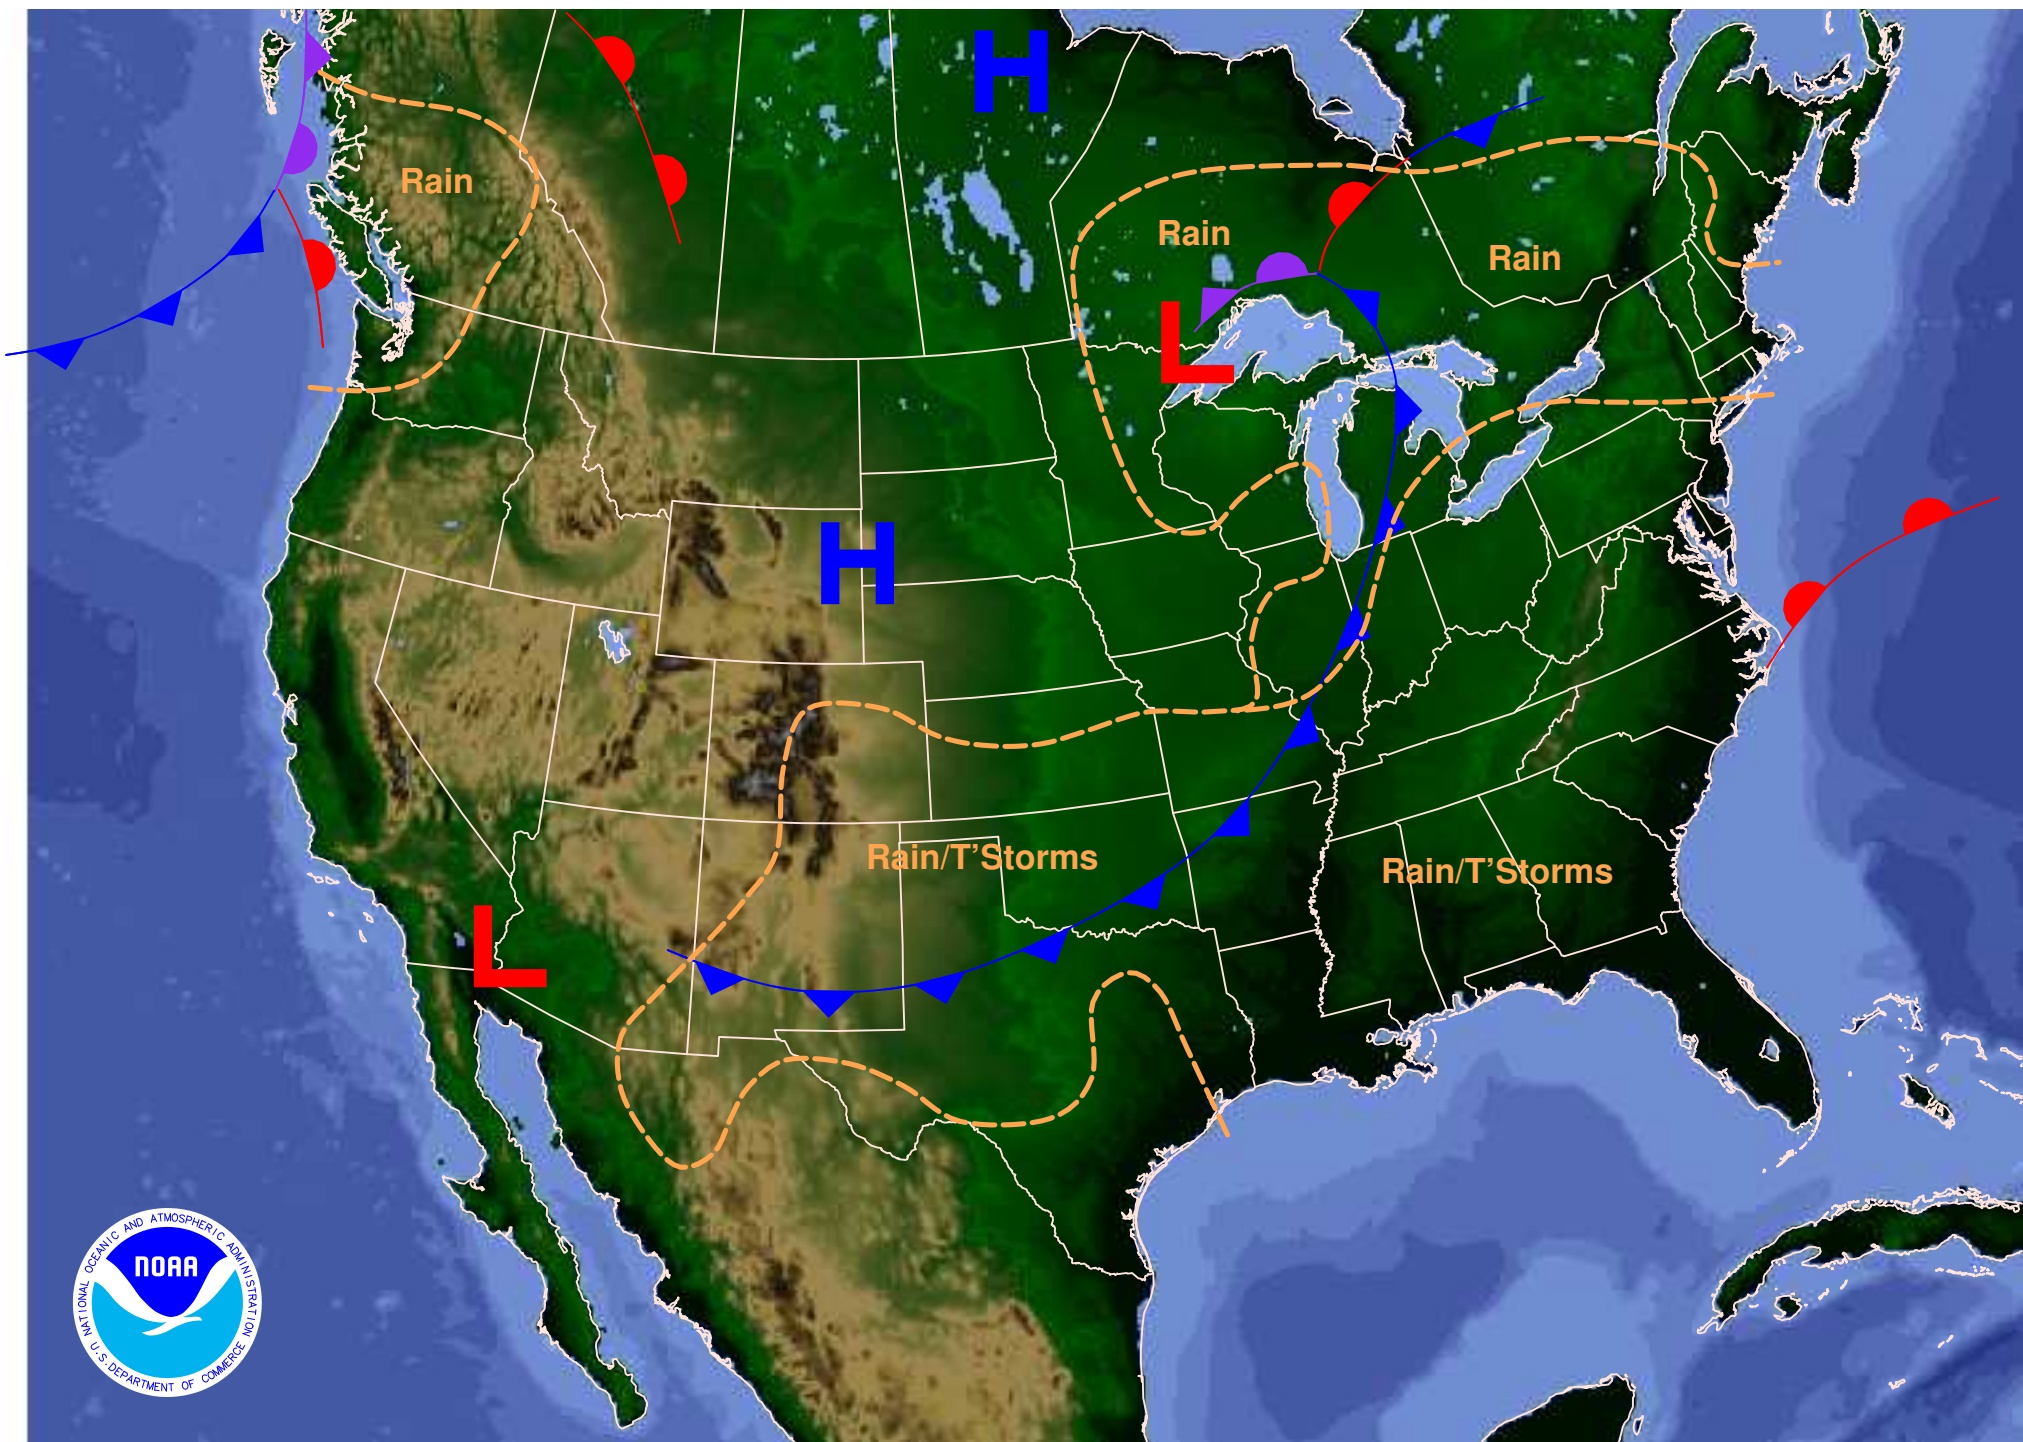 H
Rain
Rain
Rain
L
H
Rain/T'Storms
Rain/T'Storms
L
NATIONAL OCEANIC AND ATMOSPHERIC ADMINISTRATION
NOAA
U.S. DEPARTMENT OF COMMERCE